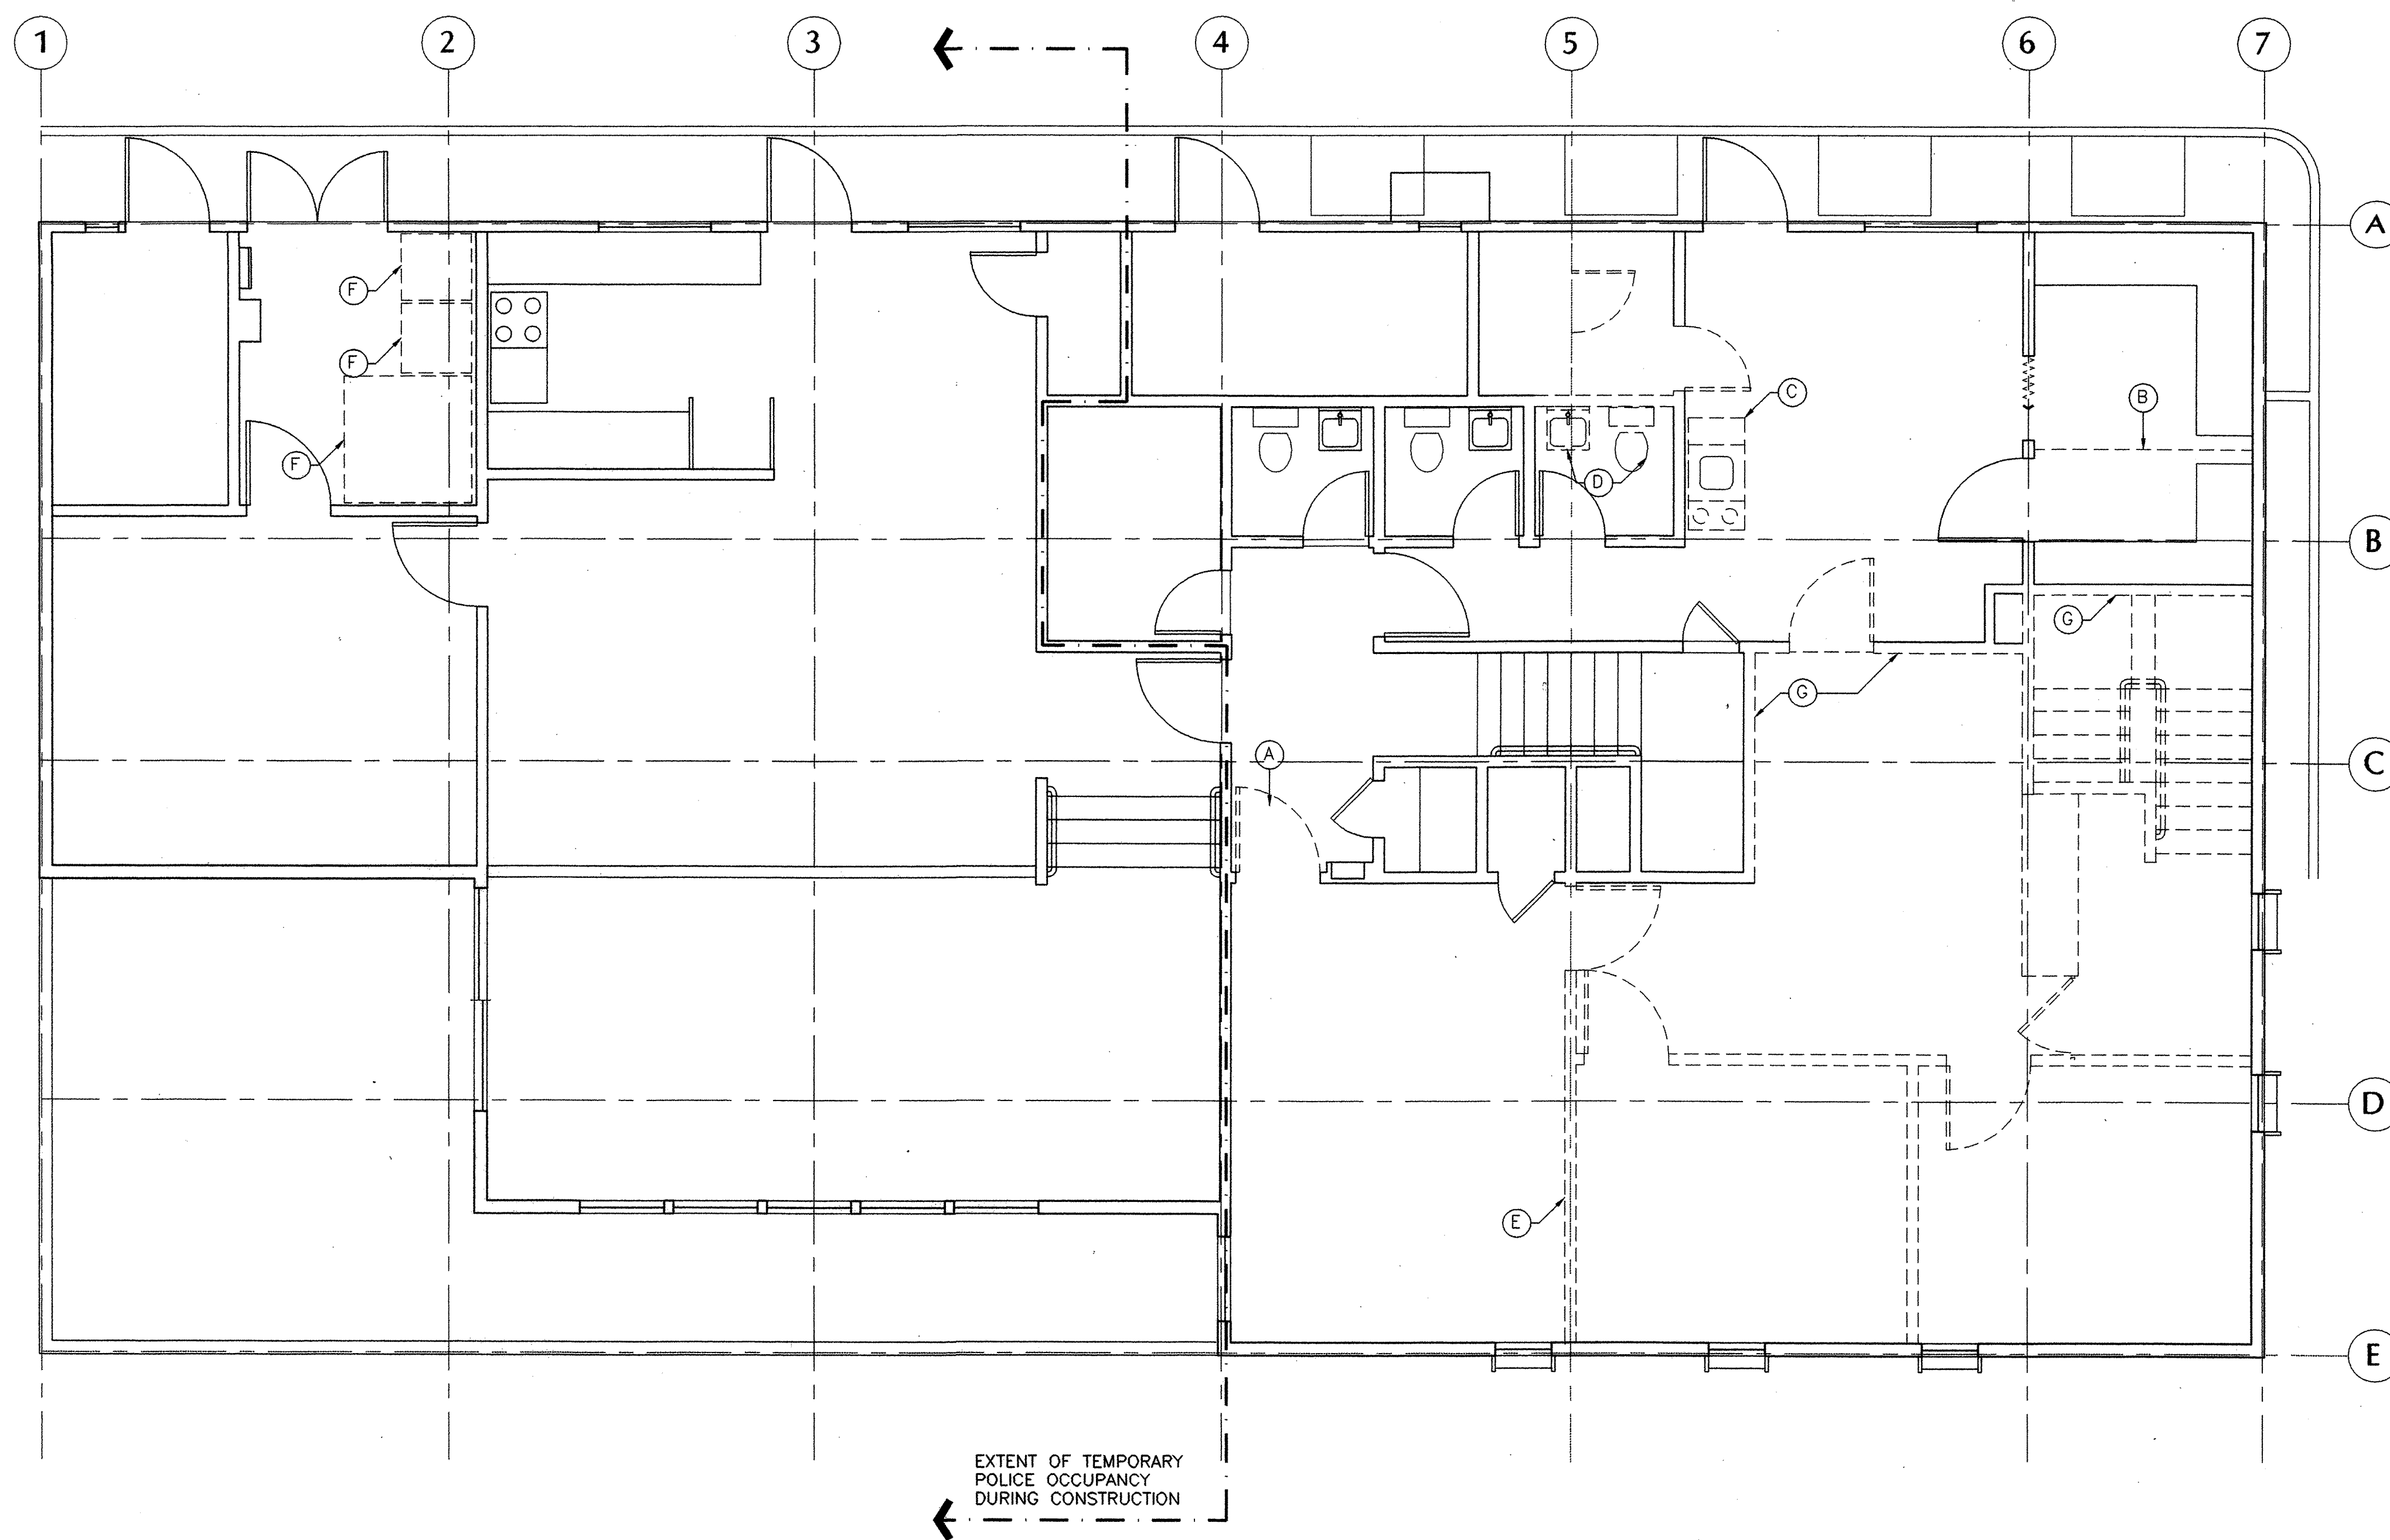 1 2 3 4 5 6 7
A
F
F
C
B
F
D
B
G
G
A
C
D
E
E
EXTENT OF TEMPORARY
POLICE OCCUPANCY
DURING CONSTRUCTION